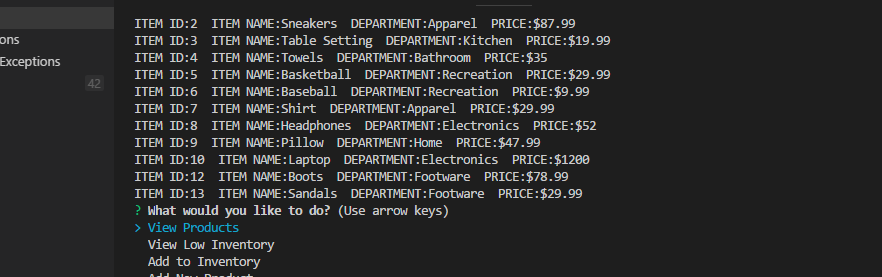 ITEM ID:2  ITEM NAME:Sneakers  DEPARTMENT:Apparel  PRICE:$87.99
ons
ITEM ID:3  ITEM NAME:Table Setting  DEPARTMENT:Kitchen  PRICE:$19.99
Exceptions
ITEM ID:4  ITEM NAME:Towels  DEPARTMENT:Bathroom  PRICE:$35
42
ITEM ID:5  ITEM NAME:Basketball  DEPARTMENT:Recreation  PRICE:$29.99
ITEM ID:6  ITEM NAME:Baseball  DEPARTMENT:Recreation  PRICE:$9.99
ITEM ID:7  ITEM NAME:Shirt  DEPARTMENT:Apparel  PRICE:$29.99
ITEM ID:8  ITEM NAME:Headphones  DEPARTMENT:Electronics  PRICE:$52
ITEM ID:9  ITEM NAME:Pillow  DEPARTMENT:Home  PRICE:$47.99
ITEM ID:10  ITEM NAME:Laptop  DEPARTMENT:Electronics  PRICE:$1200
ITEM ID:12  ITEM NAME:Boots  DEPARTMENT:Footware  PRICE:$78.99
ITEM ID:13  ITEM NAME:Sandals  DEPARTMENT:Footware  PRICE:$29.99
? What would you like to do? (Use arrow keys)
> View Products
View Low Inventory
Add to Inventory
Add New Product